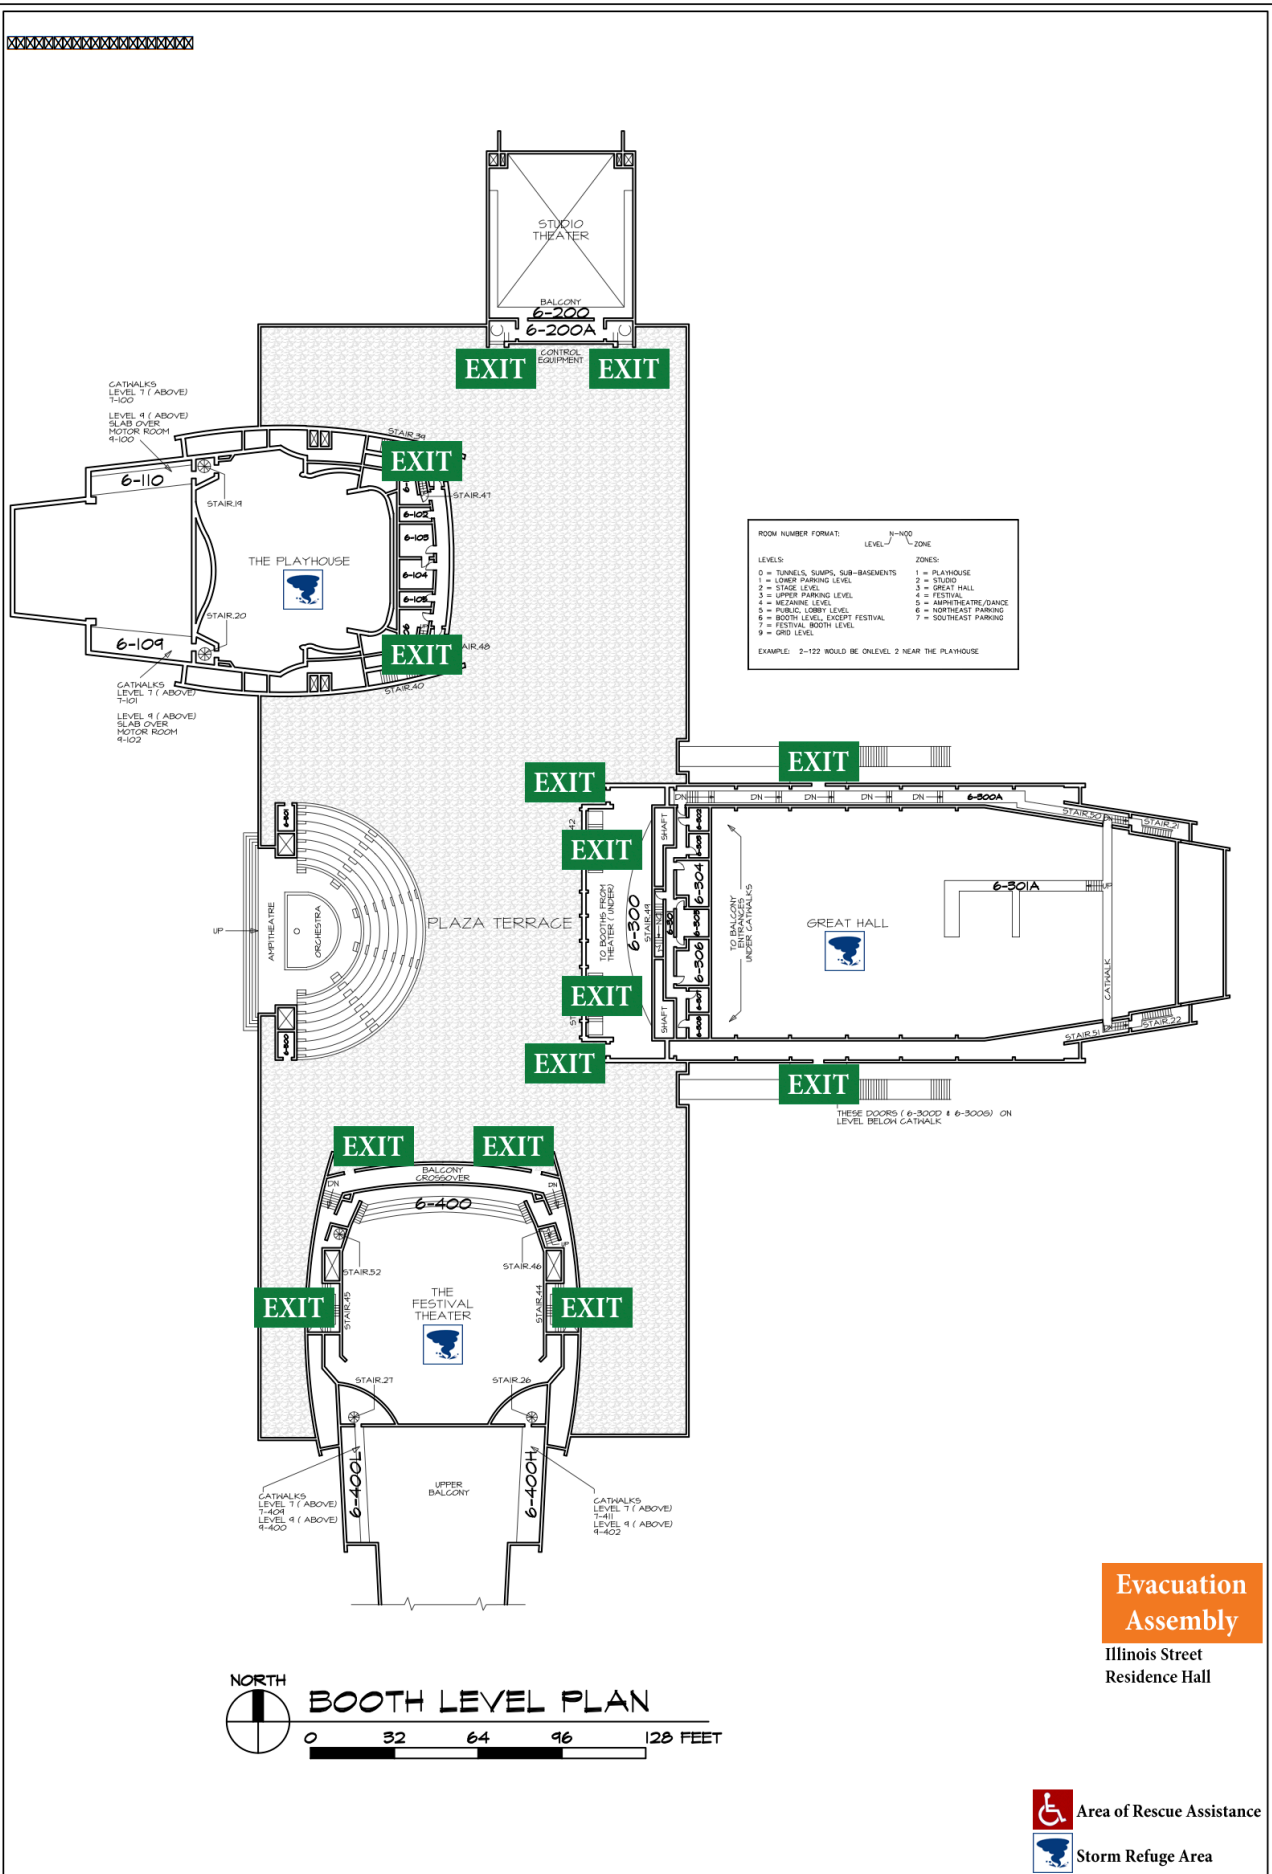 STUDIO
THEATER
BALCONY
6-200
6-200A
CONTROL
EQUIPMENT
EXIT
EXIT
CATWALKS
LEVEL 7 ( ABOVE)
7-100
LEVEL 9 ( ABOVE)
SLAB OVER
MOTOR ROOM
9-100
STAIR.39
EXIT
6-110
STAIR.19
STAIR.47
6-102
6-103
THE PLAYHOUSE
6-104
6-105
STAIR.20
6-109
EXIT
AIR.48
STAIR.40
CATWALKS
LEVEL 7 ( ABOVE)
7-101
LEVEL 9 ( ABOVE)
SLAB OVER
MOTOR ROOM
9-102
ROOM NUMBER FORMAT:
N-NOO
LEVEL
ZONE
LEVELS:
0 = TUNNELS, SUMPS, SUB-BASEMENTS
1 = LOWER PARKING LEVEL
2 = STAGE LEVEL
3 = UPPER PARKING LEVEL
4 = MEZANINE LEVEL
5 = PUBLIC, LOBBY LEVEL
6 = BOOTH LEVEL, EXCEPT FESTIVAL
7 = FESTIVAL BOOTH LEVEL
9 = GRID LEVEL
ZONES:
1 = PLAYHOUSE
2 = STUDIO
3 = GREAT HALL
4 = FESTIVAL
5 = AMPHITHEATRE/DANCE
6 = NORTHEAST PARKING
7 = SOUTHEAST PARKING
EXAMPLE: 2-122 WOULD BE ONLEVEL 2 NEAR THE PLAYHOUSE
EXIT
EXIT
DN
DN
DN
DN
DN
6-300A
STAIR.50
STAIR.21
EXIT
SHAFT
6-304
6-301A
UP
6-300
STAIR.49
6-301
6-305
6-306
TO BOOTHS FROM
THEATER ( UNDER)
TO BALCONY
ENTRANCES
UNDER CATWALKS
GREAT HALL
PLAZA TERRACE
UP
AMPITHEATRE
ORCHESTRA
6-501
6-500
CATWALK
EXIT
SHAFT
STAIR.51
STAIR.22
EXIT
EXIT
THESE DOORS ( 6-300D & 6-300G) ON
LEVEL BELOW CATWALK
EXIT
EXIT
BALCONY
CROSSOVER
DN
DN
6-400
UP
STAIR.52
STAIR.46
THE
FESTIVAL
THEATER
EXIT
STAIR.45
STAIR.44
EXIT
STAIR.27
STAIR.26
6-400L
UPPER
BALCONY
6-400H
CATWALKS
LEVEL 7 ( ABOVE)
7-409
LEVEL 9 ( ABOVE)
9-400
CATWALKS
LEVEL 7 ( ABOVE)
7-411
LEVEL 9 ( ABOVE)
9-402
Evacuation
Assembly
Illinois Street
Residence Hall
NORTH
BOOTH LEVEL PLAN
0 32 64 96 128 FEET
Area of Rescue Assistance
Storm Refuge Area